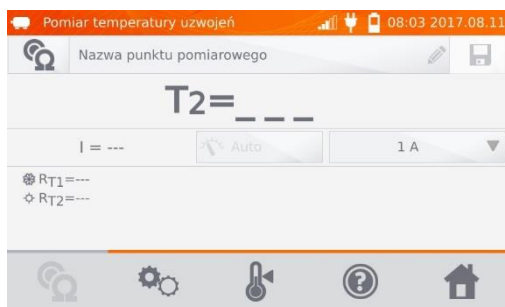 Pomiar temperatury uzwojeń 08:03 2017.08.11
Nazwa punktu pomiarowego
T2=_ _ _
I = --- Auto 1 A
RT1=---
RT2=---